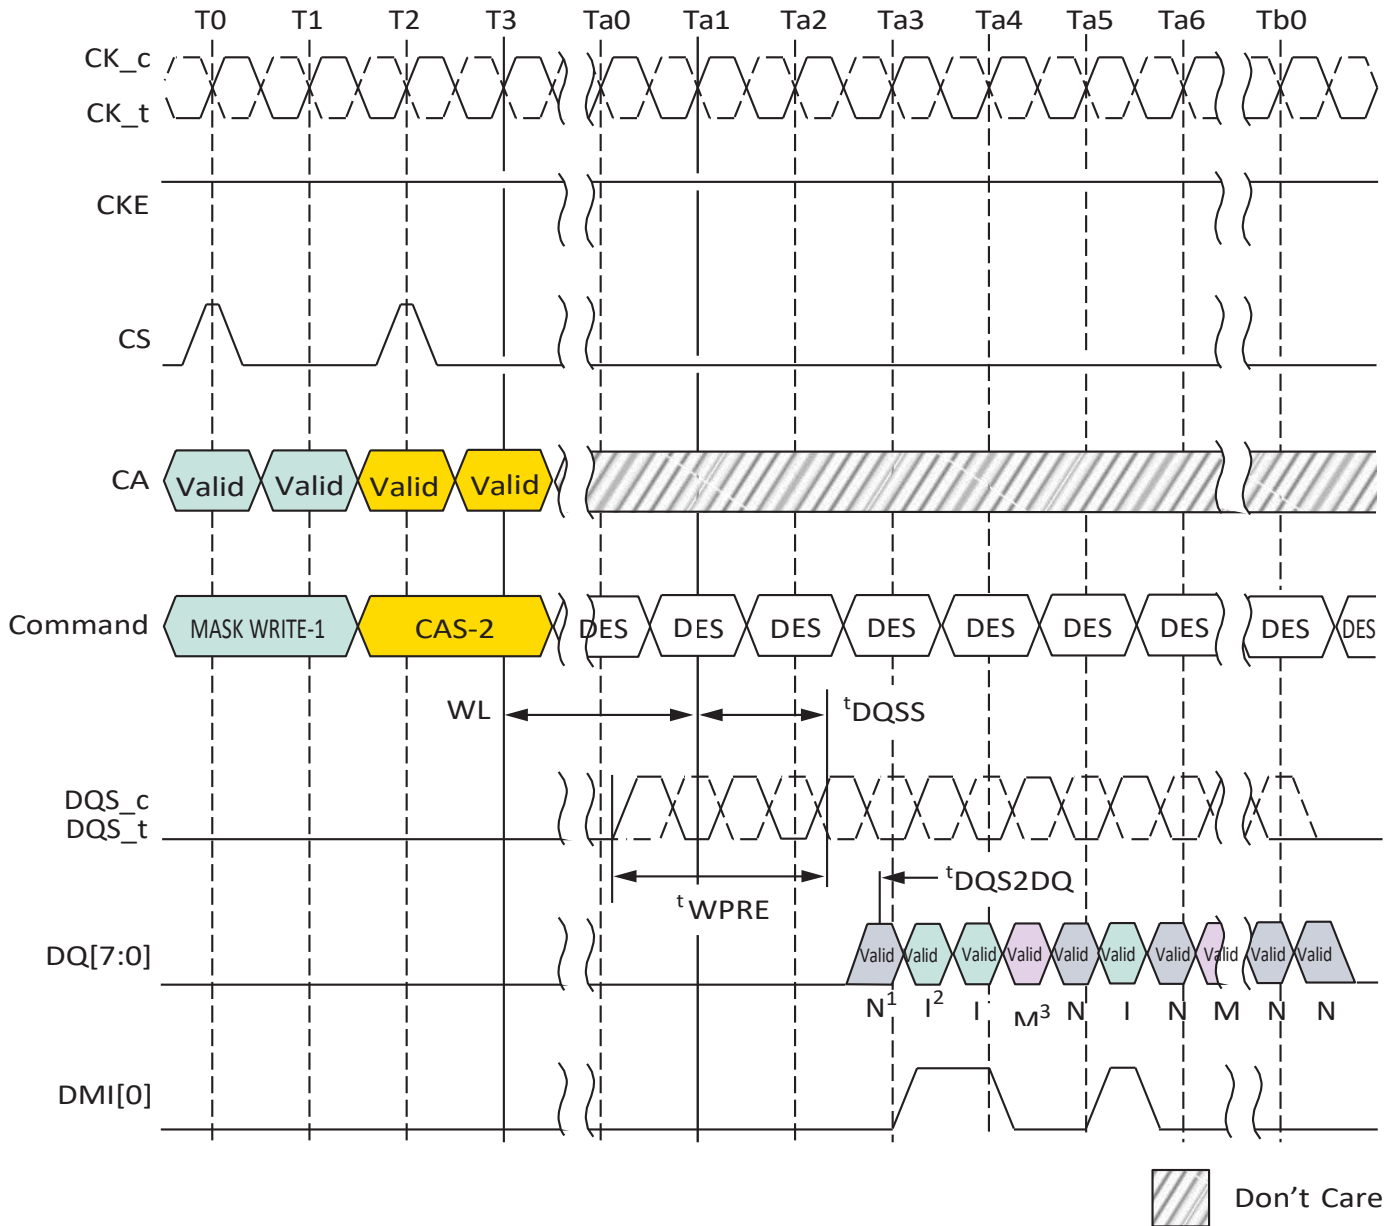 T0 T1 T2 T3 Ta0 Ta1 Ta2 Ta3 Ta4 Ta5 Ta6 Tb0
CK_c
CK_t
CKE
CS
CA Valid Valid Valid Valid
Command MASK WRITE-1 CAS-2 DES DES DES DES DES DES DES DES DES
WL tDQSS
DQS_c
DQS_t
tDQS2DQ
tWPRE
DQ[7:0] Valid Valid Valid Valid Valid Valid Valid Valid Valid Valid
N1 I2 I M3 N I N M N N
DMI[0]
Don't Care